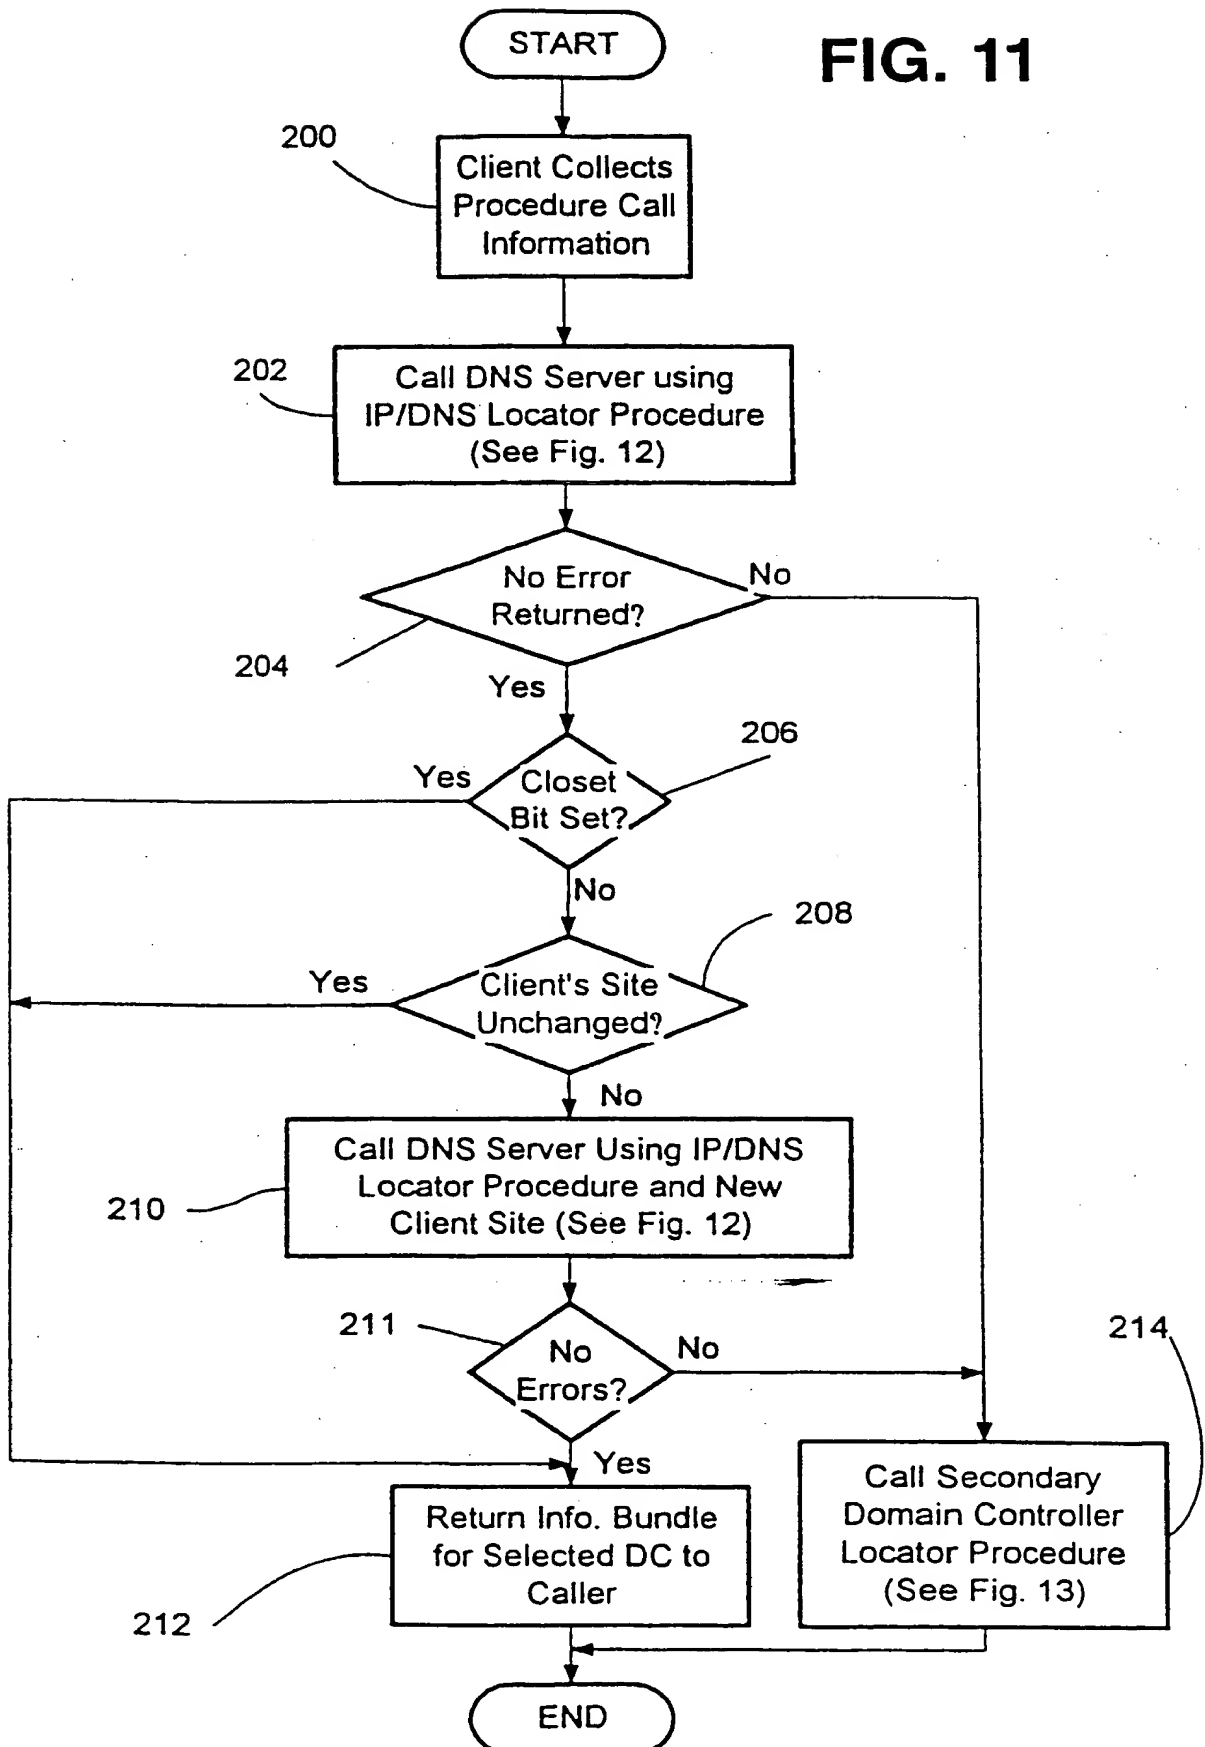 START
FIG. 11
200
Client Collects
Procedure Call
Information
202
Call DNS Server using
IP/DNS Locator Procedure
(See Fig. 12)
No Error
Returned?
No
204
Yes
206
Yes
Closet
Bit Set?
No
208
Yes
Client's Site
Unchanged?
No
Call DNS Server Using IP/DNS
Locator Procedure and New
Client Site (See Fig. 12)
210
211
No
Errors?
No
214
Yes
Return Info. Bundle
for Selected DC to
Caller
212
Call Secondary
Domain Controller
Locator Procedure
(See Fig. 13)
END